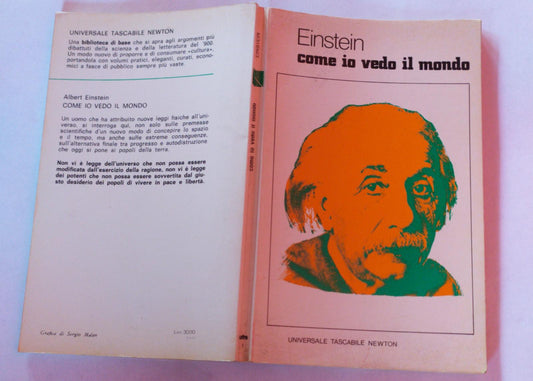 UNIVERSALE TASCABILE NEWTON
Una biblioteca di base che si apra agli argomenti più
dibattuti della scienza e della letteratura del '900.
Un modo nuovo di proporre e di consumare «cultura»,
portandola con volumi pratici, eleganti, curati, econo-
mici a fasce di pubblico sempre più vaste.
Albert Einstein
COME IO VEDO IL MONDO
Un uomo che ha attribuito nuove leggi fisiche all'uni-
verso, si interroga qui, non solo sulle premesse
scientifiche d'un nuovo modo di concepire lo spazio
e il tempo, ma anche sulle estreme conseguenze,
sull'alternativa finale tra progresso e autodistruzione
che oggi si pone ai popoli della terra.
Non vi è legge dell'universo che non possa essere
modificata dall'esercizio della ragione, non vi è legge
dei potenti che non possa essere sovvertita dal giu-
sto desiderio dei popoli di vivere in pace e libertà.
Grafica di Sergio Malan
Lire 3000
EINSTEIN
COME IO VEDO IL MONDO
Einstein
come io vedo il mondo
UNIVERSALE TASCABILE NEWTON